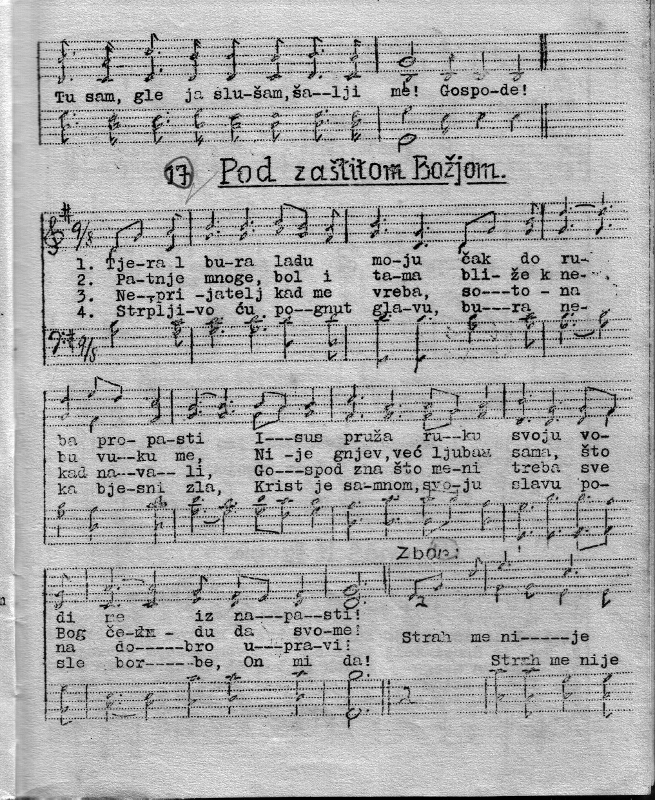 Tu sam, gle ja slu-šam,ša--lji me! Gospo-de!
17 Pod zaštitom Božjom.
9/8
1. Tje-ra l bu-ra lađu mo-ju čak do ru-
2. Pa-tnje mnoge, bol i ta-ma bli- že k ne-
3. Ne-pri -jatelj kad me vreba, so---to - na
4. Strplji-vo ću po--gnut gla-vu, bu---ra ne-
9/8
ba pro- pa-sti I---sus pruža ru--ku svoju vo-
bu vu--ku me, Ni -je gnjev,već ljubav sama, što
kad na--va-- li, Go---spod zna što me-ni treba sve
ka bje-sni zla, Krist je sa-mnom,svo-ju slavu po-
Zbor:
di me iz na---pa--sti!
Bog če-- - du da svo-me!
na do-----bro u---pra-vi!
Strah me ni-----je
sle bor---be, On mi da!
Strah me nije